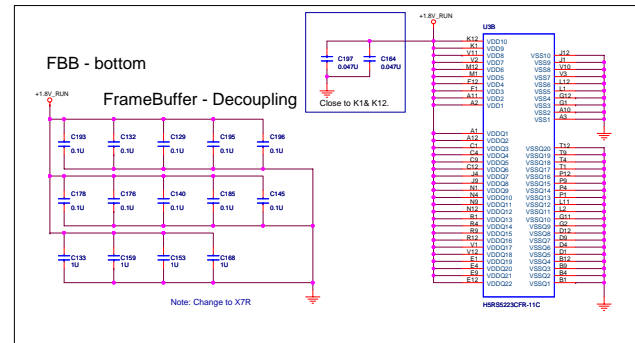 +1.8V_RUN
U3B
FBB - bottom
C197
0.047U
C164
0.047U
Close to K1& K12.
+1.8V_RUN
FrameBuffer - Decoupling
C193
0.1U
C132
0.1U
C129
0.1U
C195
0.1U
C196
0.1U
C178
0.1U
C176
0.1U
C140
0.1U
C185
0.1U
C145
0.1U
C133
1U
C159
1U
C153
1U
C168
1U
Note: Change to X7R
K12 VDD10
K1 VDD9
V11 VDD8
V2 VDD7
M12 VDD6
M1 VDD5
F12 VDD4
F1 VDD3
A11 VDD2
A2 VDD1
VSS10 J12
VSS9 J1
VSS8 V10
VSS7 V3
VSS6 L12
VSS5 L1
VSS4 G12
VSS3 G1
VSS2 A10
VSS1 A3
A1 VDDQ1
A12 VDDQ2
C1 VDDQ3
C4 VDDQ4
C9 VDDQ5
C12 VDDQ6
J4 VDDQ7
J9 VDDQ8
N1 VDDQ9
N4 VDDQ10
N9 VDDQ11
N12 VDDQ12
R1 VDDQ13
R4 VDDQ14
R9 VDDQ15
R12 VDDQ16
V1 VDDQ17
V12 VDDQ18
E1 VDDQ19
E4 VDDQ20
E9 VDDQ21
E12 VDDQ22
VSSQ20 T12
VSSQ19 T9
VSSQ18 T4
VSSQ17 T1
VSSQ16 P12
VSSQ15 P9
VSSQ14 P4
VSSQ13 P1
VSSQ12 L11
VSSQ11 L2
VSSQ10 G11
VSSQ9 G2
VSSQ8 D12
VSSQ7 D9
VSSQ6 D4
VSSQ5 D1
VSSQ4 B12
VSSQ3 B9
VSSQ2 B4
VSSQ1 B1
H5RS5223CFR-11C